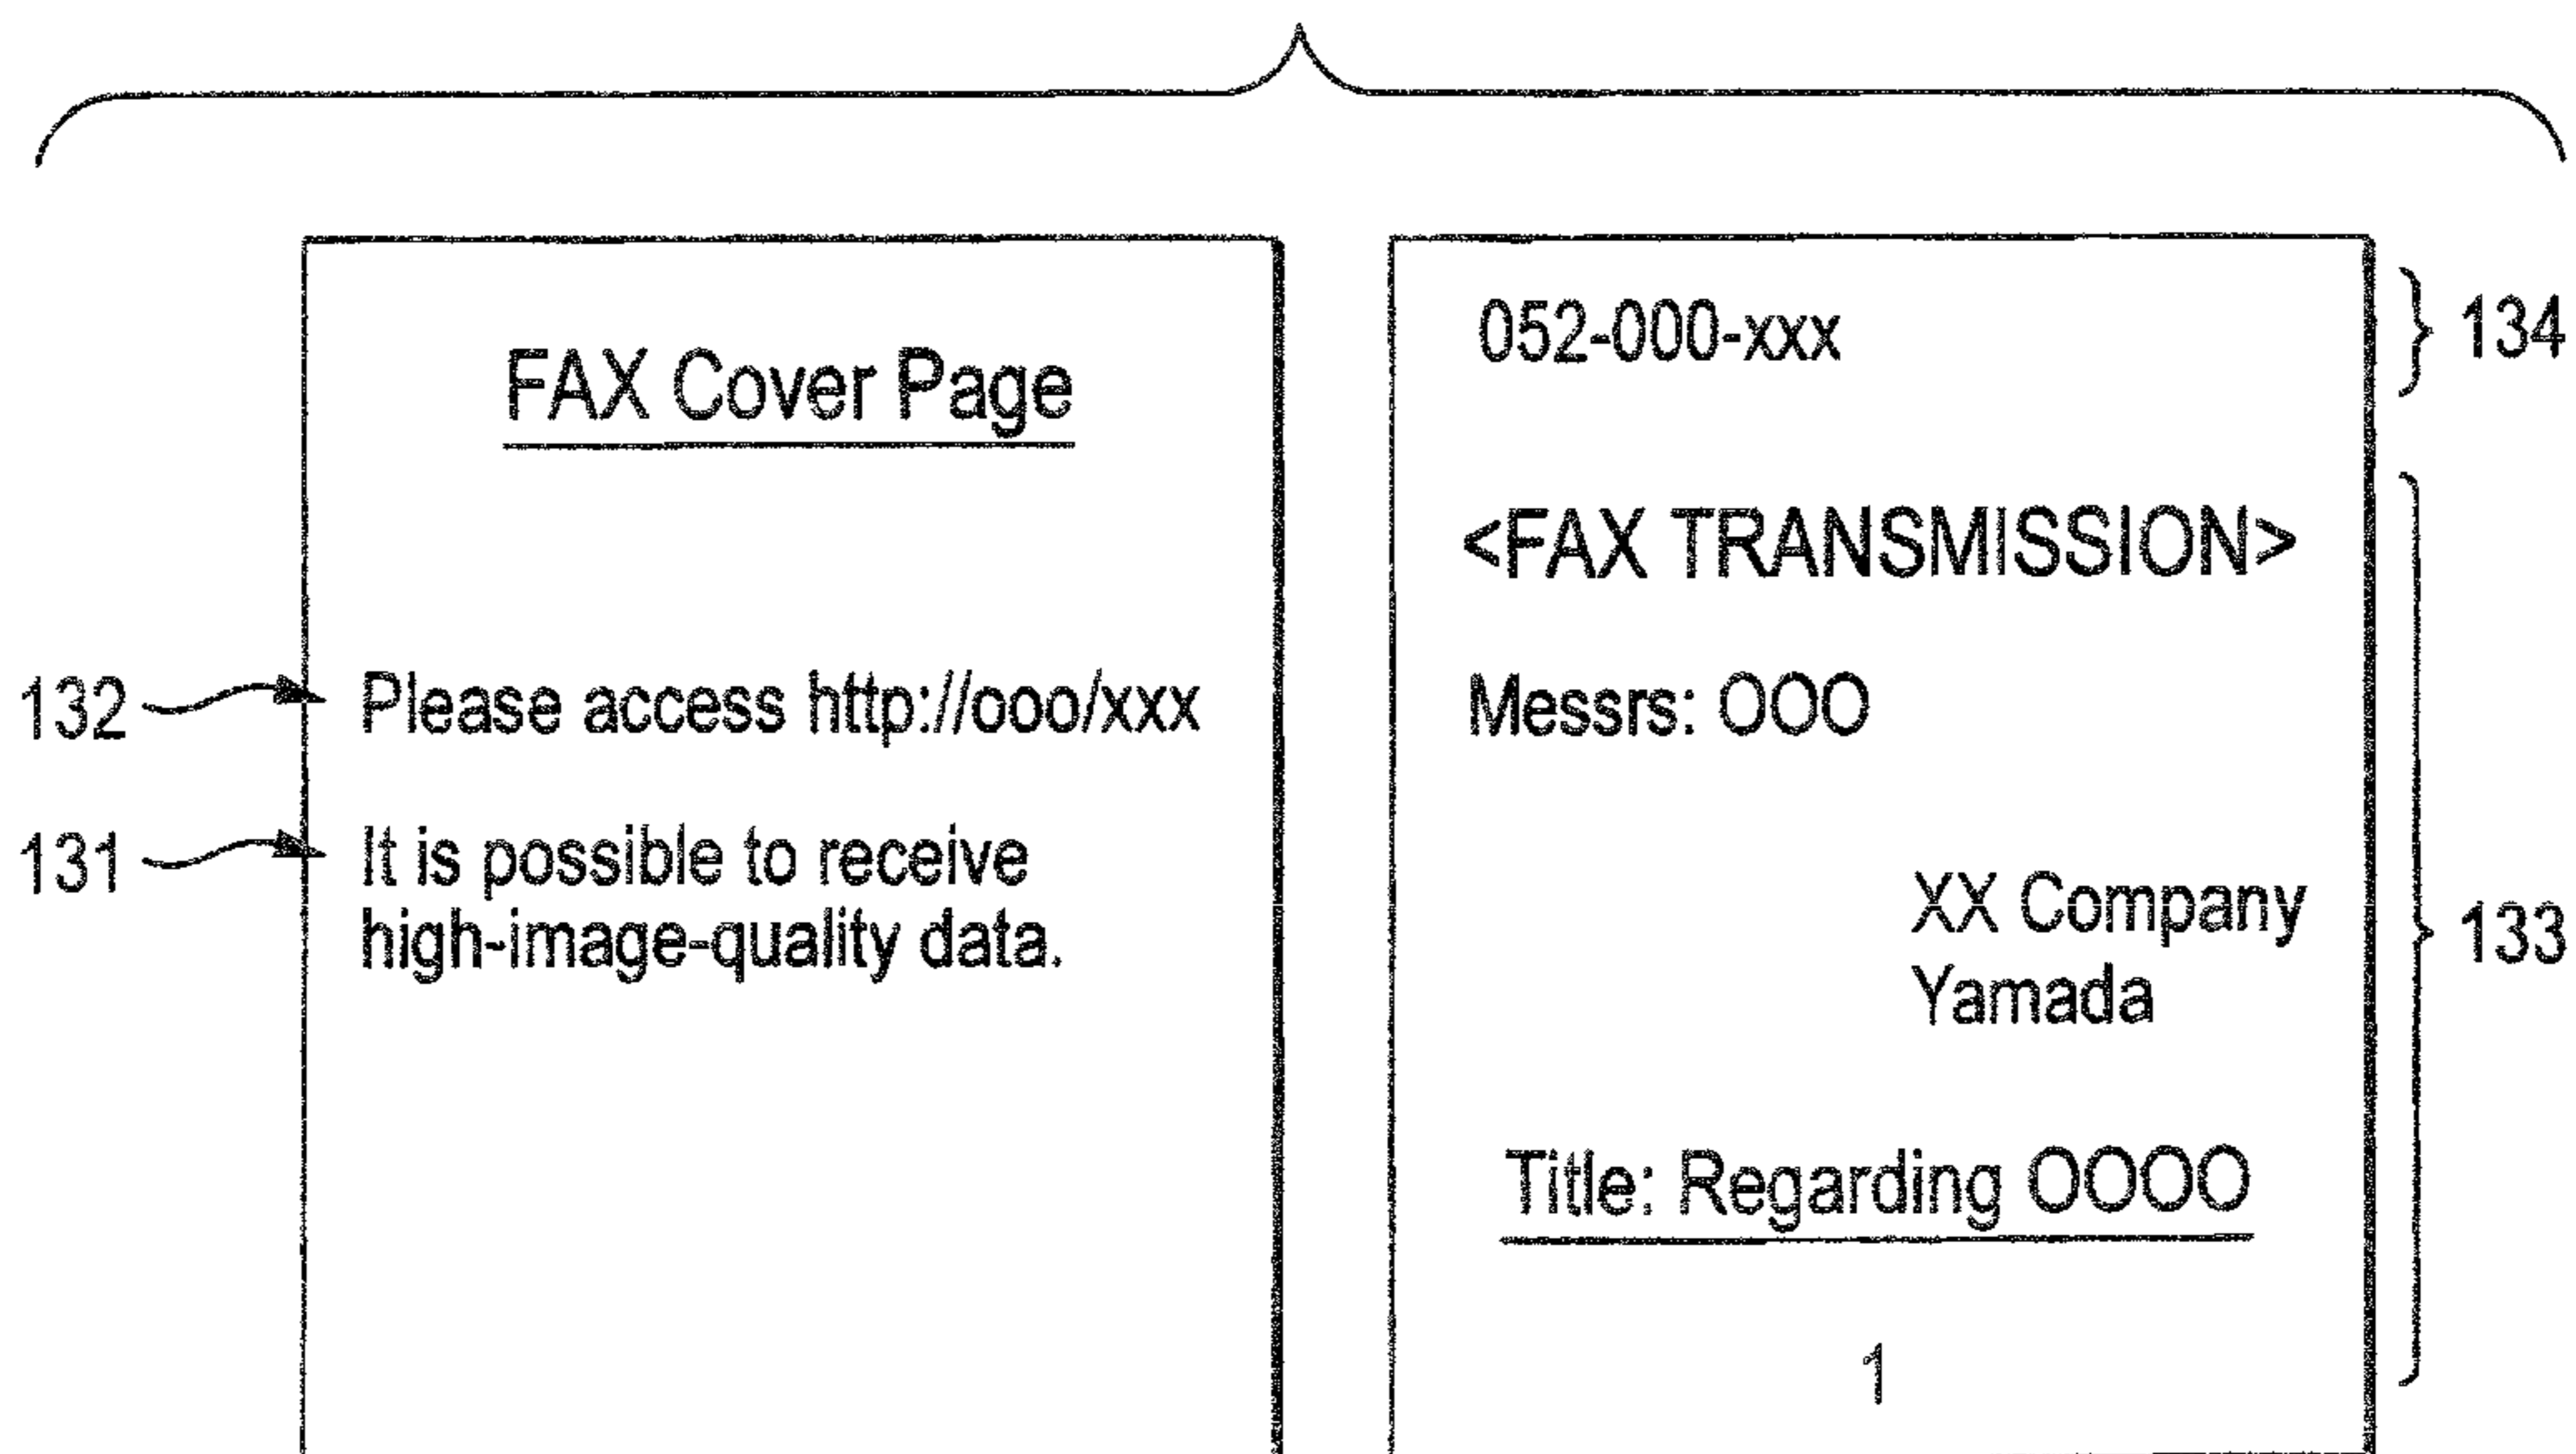 FAX Cover Page
132
Please access http://ooo/xxx
131
It is possible to receive
high-image-quality data.
052-000-xxx
134
<FAX TRANSMISSION>
Messrs: OOO
XX Company
Yamada
133
Title: Regarding OOOO
1